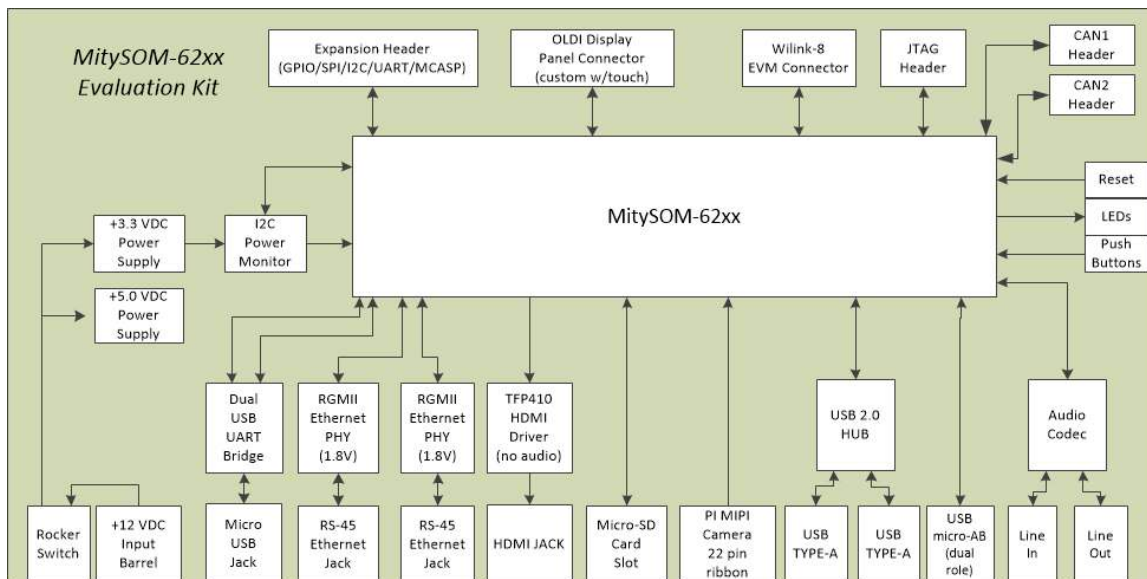 MitySOM-62xx
Evaluation Kit
Expansion Header
(GPIO/SPI/I2C/UART/MCASP)
OLDI Display
Panel Connector
(custom w/touch)
Wilink-8
EVM Connector
JTAG
Header
CAN1
Header
CAN2
Header
MitySOM-62xx
Reset
LEDs
Push
Buttons
+3.3 VDC
Power
Supply
I2C
Power
Monitor
+5.0 VDC
Power
Supply
Dual
USB
UART
Bridge
RGMII
Ethernet
PHY
(1.8V)
RGMII
Ethernet
PHY
(1.8V)
TFP410
HDMI
Driver
(no audio)
USB 2.0
HUB
Audio
Codec
Rocker
Switch
+12 VDC
Input
Barrel
Micro
USB
Jack
RS-45
Ethernet
Jack
RS-45
Ethernet
Jack
HDMI JACK
Micro-SD
Card
Slot
PI MIPI
Camera
22 pin
ribbon
USB
TYPE-A
USB
TYPE-A
USB
micro-AB
(dual
role)
Line
In
Line
Out